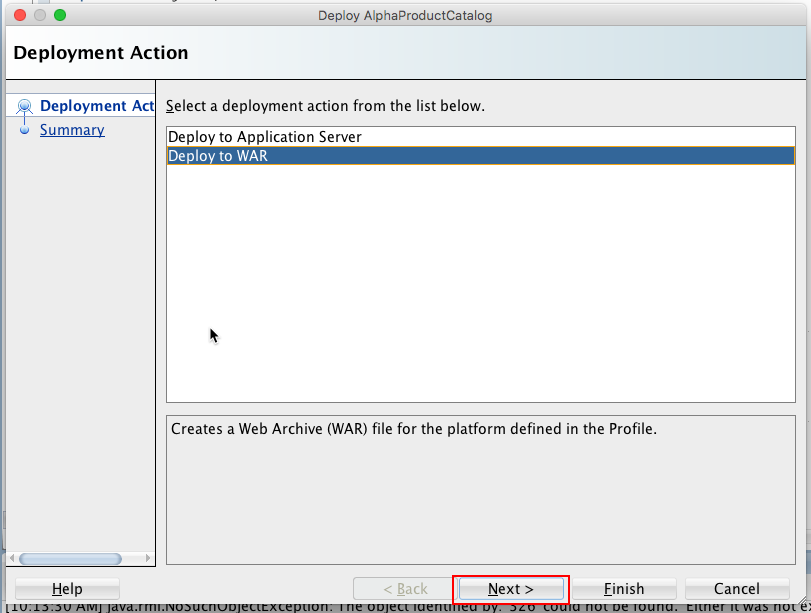 Deploy AlphaProductCatalog
Deployment Action
Deployment Act
Summary
Select a deployment action from the list below.
Deploy to Application Server
Deploy to WAR
Creates a Web Archive (WAR) file for the platform defined in the Profile.
Help
< Back
Next >
Finish
Cancel
[10:13:30 AM] java.rmi.NoSuchObjectException: The object identified by: '526' could not be found. Either it was not